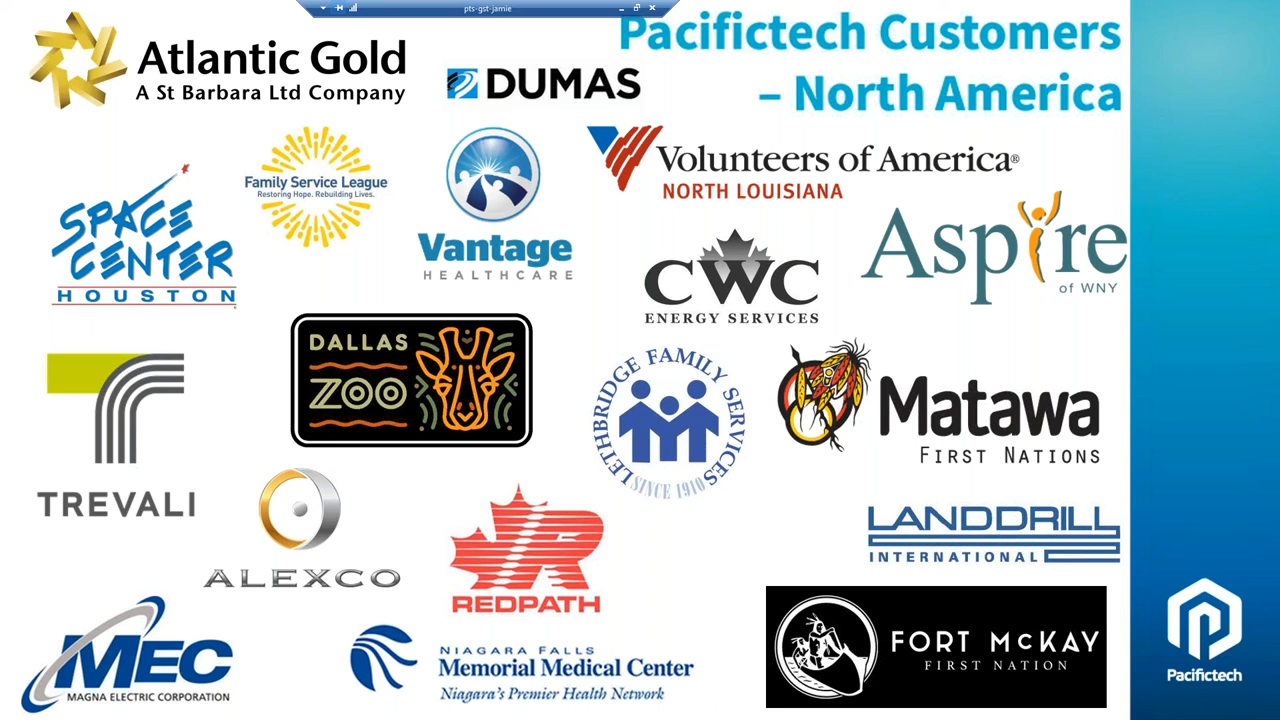 pts-gst-jamie
Pacifictech Customers
– North America
Atlantic Gold
A St Barbara Ltd Company
DUMAS
Family Service League
Restoring Hope. Rebuilding Lives.
Vantage
HEALTHCARE
Volunteers of America®
NORTH LOUISIANA
SPACE
CENTER
HOUSTON
CWC
ENERGY SERVICES
Aspire
of WNY
DALLAS
ZOO
LETHBRIDGE FAMILY SERVICES
SINCE 1910
Matawa
FIRST NATIONS
TREVALI
ALEXCO
REDPATH
LANDDRILL
INTERNATIONAL
MEC
MAGNA ELECTRIC CORPORATION
NIAGARA FALLS
Memorial Medical Center
Niagara's Premier Health Network
FORT McKAY
FIRST NATION
Pacifictech